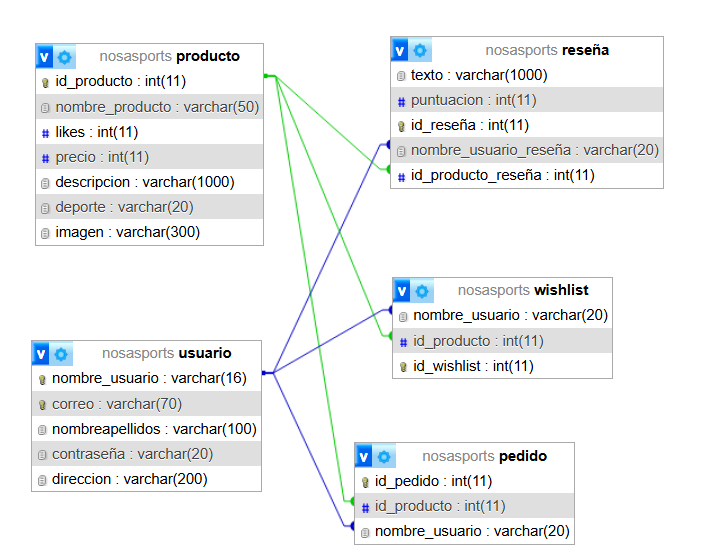 nosasports producto
id_producto : int(11)
nombre_producto : varchar(50)
# likes : int(11)
# precio : int(11)
descripcion : varchar(1000)
deporte : varchar(20)
imagen : varchar(300)
nosasports reseña
texto : varchar(1000)
# puntuacion : int(11)
id_reseña : int(11)
nombre_usuario_reseña : varchar(20)
# id_producto_reseña : int(11)
nosasports wishlist
nombre_usuario : varchar(20)
# id_producto : int(11)
id_wishlist : int(11)
v nosasports usuario
nombre_usuario : varchar(16)
correo : varchar(70)
nombreapellidos : varchar(100)
contraseña : varchar(20)
direccion : varchar(200)
v nosasports pedido
id_pedido : int(11)
# id_producto : int(11)
nombre_usuario : varchar(20)